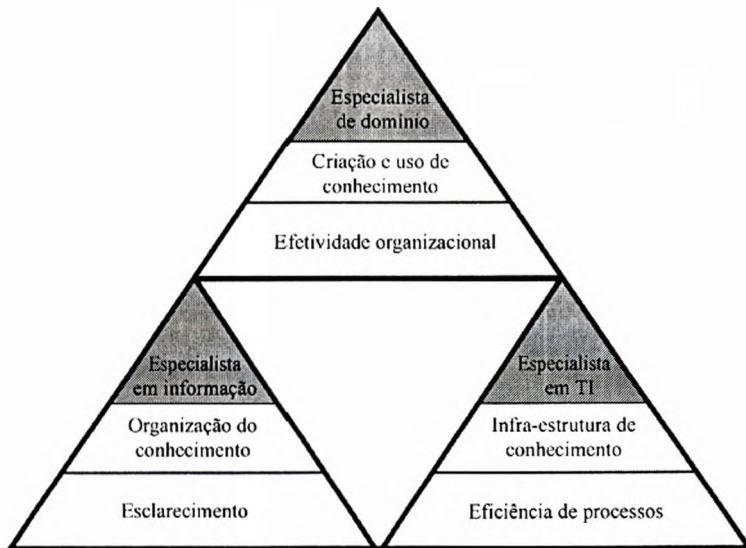 Especialista
de domínio
Criação e uso de
conhecimento
Efetividade organizacional
Especialista
em informação
Organização do
conhecimento
Esclarecimento
Especialista
em TI
Infra-estrutura de
conhecimento
Eficiência de processos